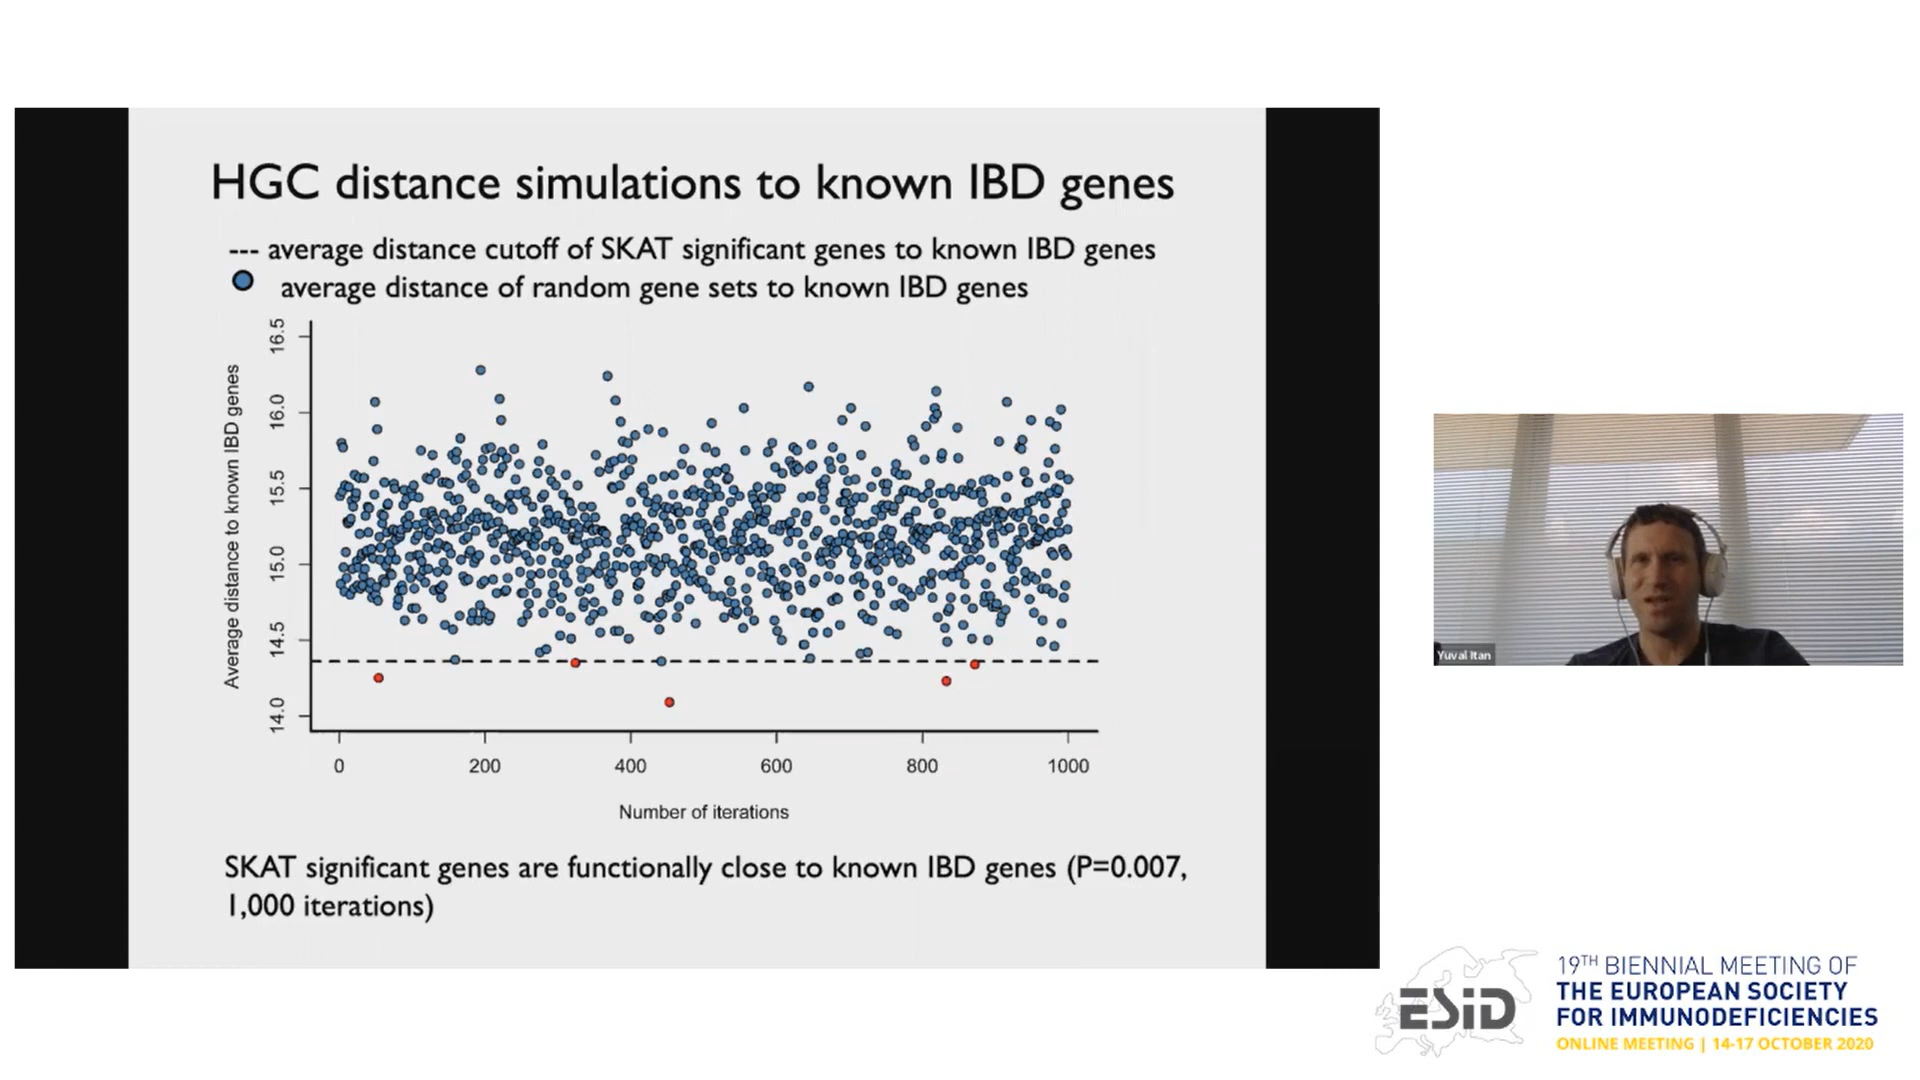 HGC distance simulations to known IBD genes
--- average distance cutoff of SKAT significant genes to known IBD genes
average distance of random gene sets to known IBD genes
Average distance to known IBD genes
16.5
16.0
15.5
15.0
14.5
14.0
0 200 400 600 800 1000
Number of iterations
SKAT significant genes are functionally close to known IBD genes (P=0.007,
1,000 iterations)
Yuval Itan
ESiD
19TH BIENNIAL MEETING OF
THE EUROPEAN SOCIETY
FOR IMMUNODEFICIENCIES
ONLINE MEETING | 14-17 OCTOBER 2020